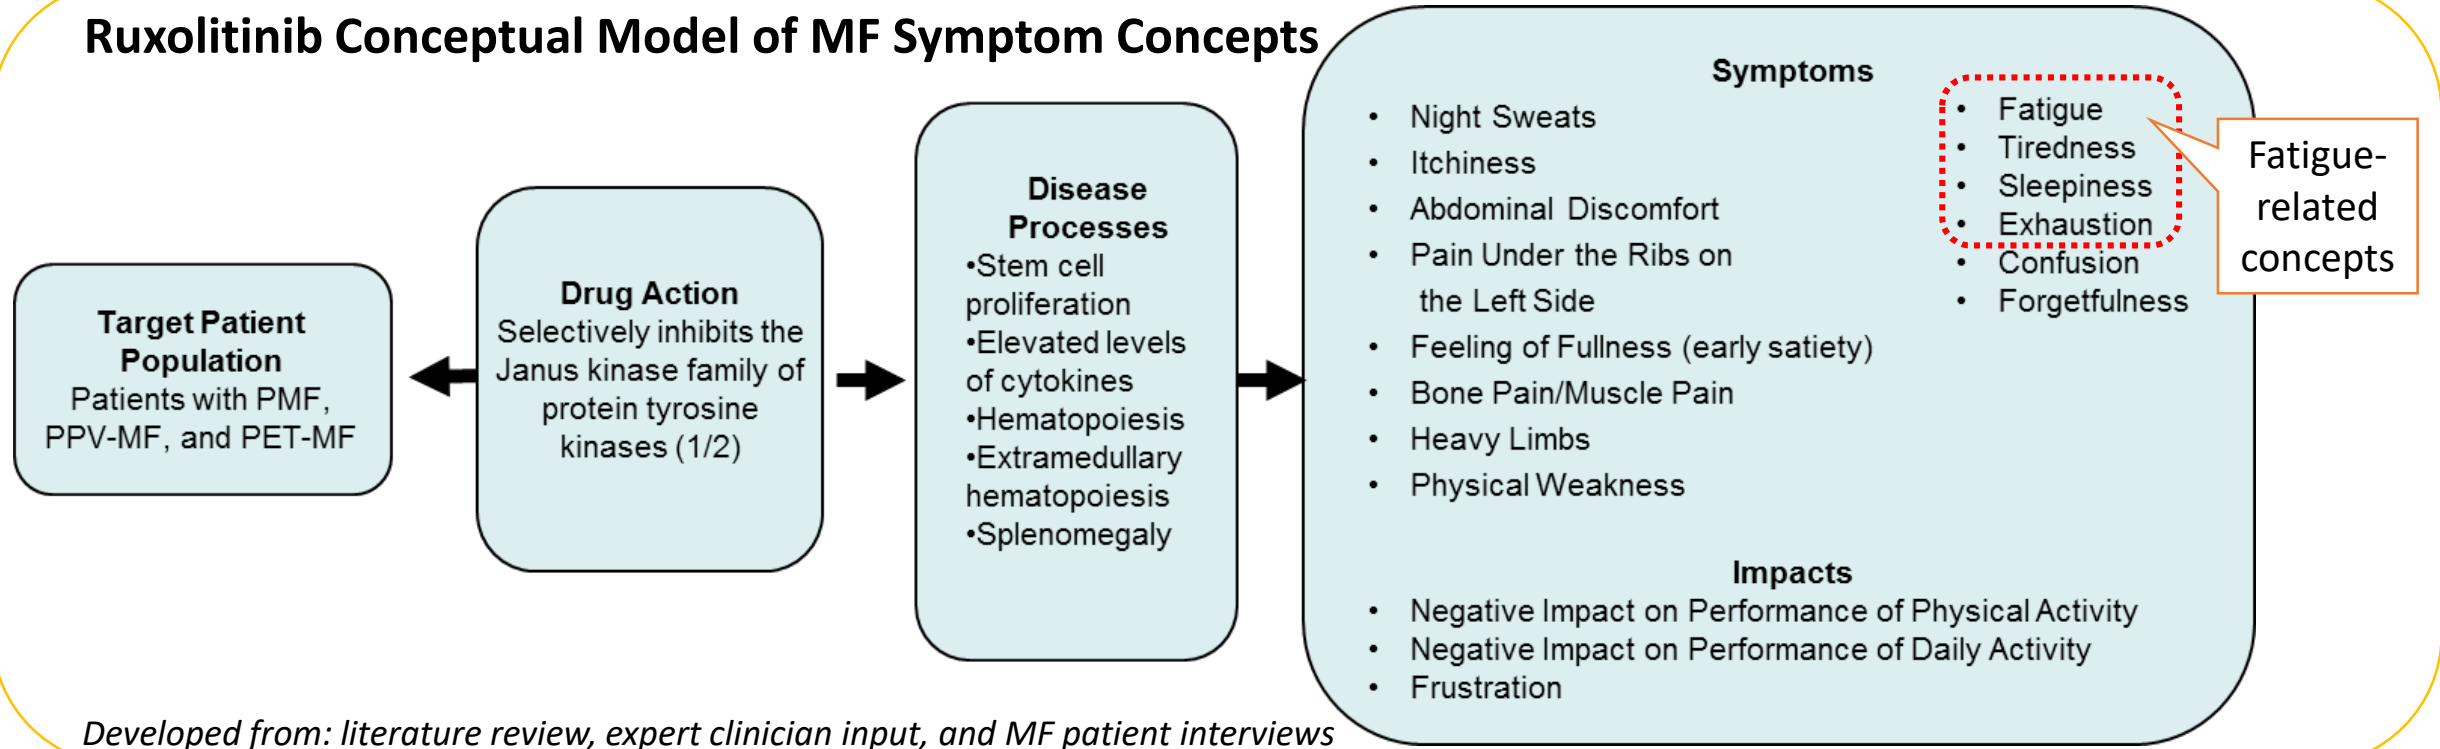 Ruxolitinib Conceptual Model of MF Symptom Concepts
Target Patient
Population
Patients with PMF,
PPV-MF, and PET-MF
Drug Action
Selectively inhibits the
Janus kinase family of
protein tyrosine
kinases (1/2)
Disease
Processes
•Stem cell
proliferation
•Elevated levels
of cytokines
•Hematopoiesis
•Extramedullary
hematopoiesis
•Splenomegaly
Symptoms
• Night Sweats
• Itchiness
• Abdominal Discomfort
• Pain Under the Ribs on
the Left Side
• Feeling of Fullness (early satiety)
• Bone Pain/Muscle Pain
• Heavy Limbs
• Physical Weakness
• Fatigue
• Tiredness
• Sleepiness
• Exhaustion
• Confusion
• Forgetfulness
Fatigue-
related
concepts
Impacts
• Negative Impact on Performance of Physical Activity
• Negative Impact on Performance of Daily Activity
• Frustration
Developed from: literature review, expert clinician input, and MF patient interviews